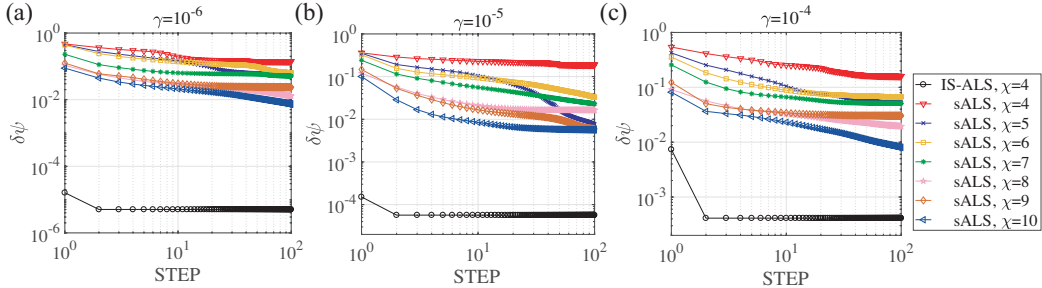 (a) γ=10⁻⁶
10⁰
10⁻²
10⁻⁴
10⁻⁶
δψ
10⁰ 10¹ 10²
STEP
(b) γ=10⁻⁵
10⁰
10⁻¹
10⁻²
10⁻³
10⁻⁴
δψ
10⁰ 10¹ 10²
STEP
(c) γ=10⁻⁴
10⁰
10⁻¹
10⁻²
10⁻³
δψ
10⁰ 10¹ 10²
STEP
IS-ALS, χ=4
sALS, χ=4
sALS, χ=5
sALS, χ=6
sALS, χ=7
sALS, χ=8
sALS, χ=9
sALS, χ=10